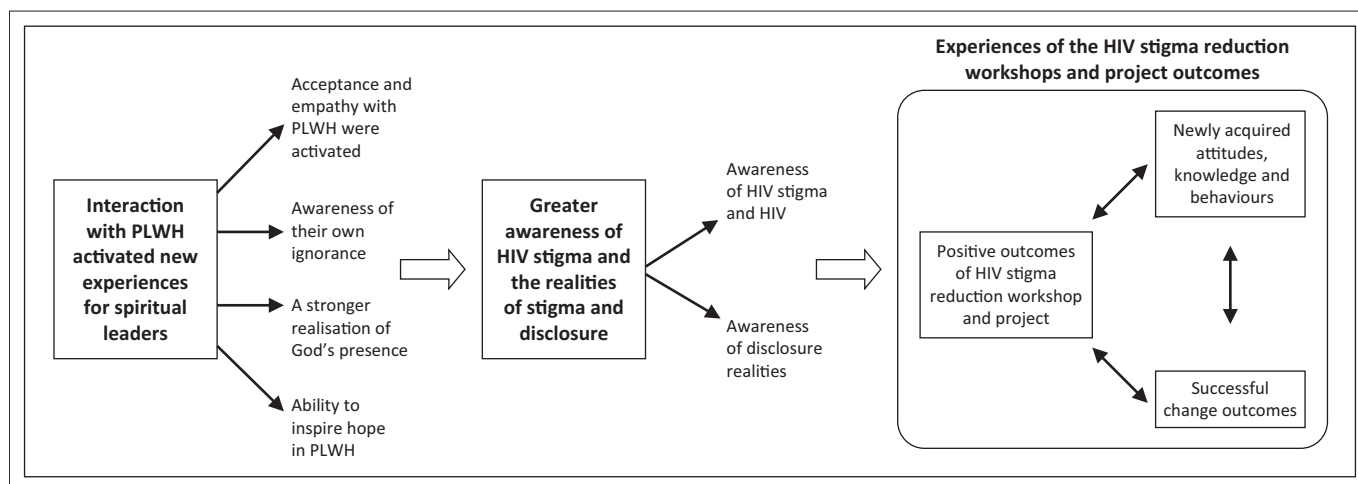 Interaction
with PLWH
activated new
experiences
for spiritual
leaders
Acceptance and
empathy with
PLWH were
activated
Awareness of
their own
ignorance
A stronger
realisation of
God’s presence
Ability to
inspire hope
in PLWH
Greater
awareness of
HIV stigma and
the realities
of stigma and
disclosure
Awareness
of HIV stigma
and HIV
Awareness
of disclosure
realities
Experiences of the HIV stigma reduction
workshops and project outcomes
Positive outcomes
of HIV stigma
reduction workshop
and project
Newly acquired
attitudes,
knowledge and
behaviours
Successful
change outcomes